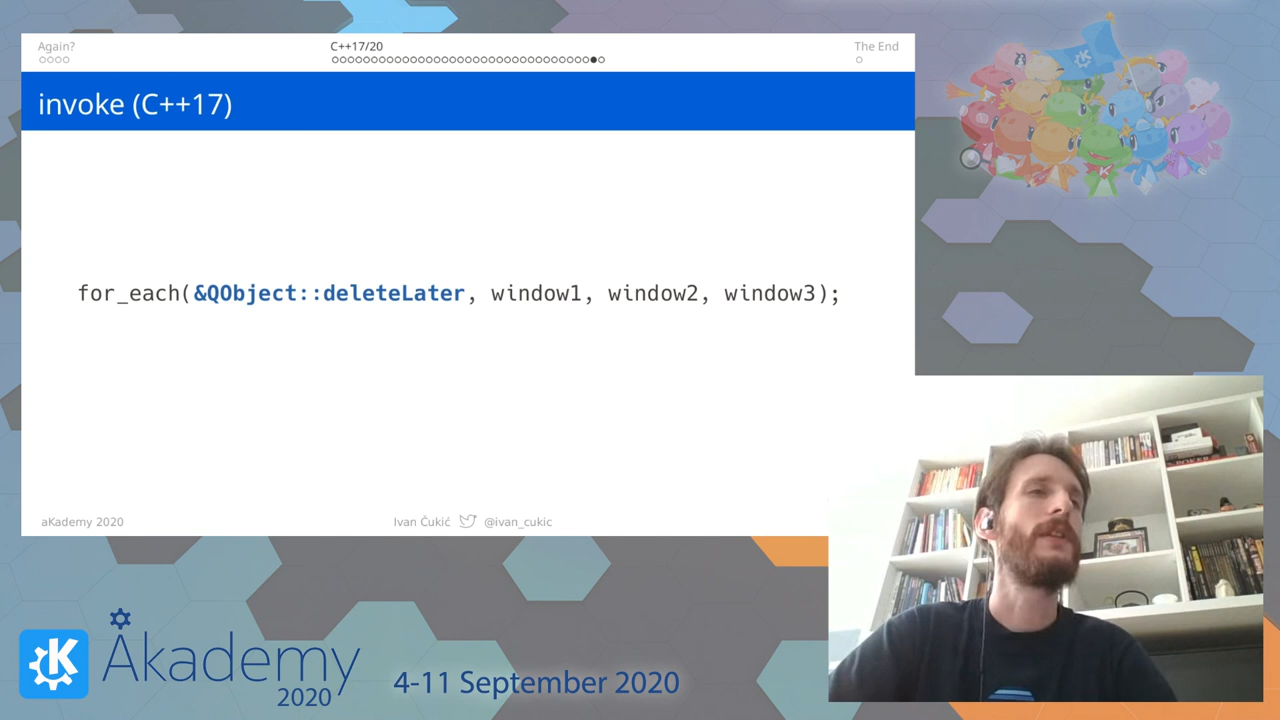 Again?
C++17/20
The End
invoke (C++17)
for_each(&QObject::deleteLater, window1, window2, window3);
aKademy 2020
Ivan Čukić @ivan_cukic
K
Akademy
2020
4-11 September 2020